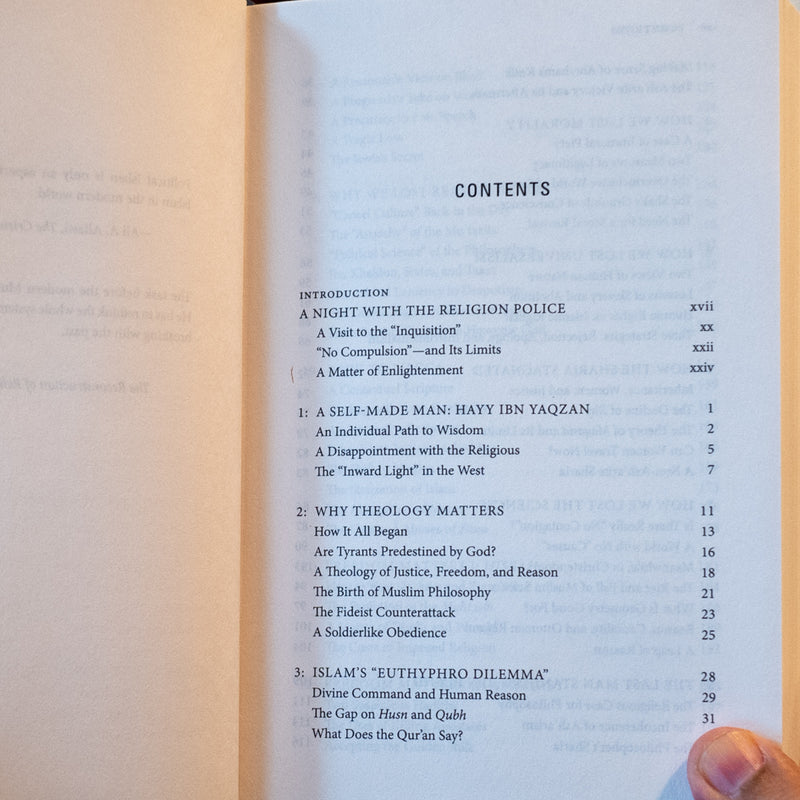 CONTENTS
INTRODUCTION
A NIGHT WITH THE RELIGION POLICE xvii
A Visit to the “Inquisition” xx
“No Compulsion”—and Its Limits xxii
A Matter of Enlightenment xxiv
1: A SELF-MADE MAN: HAYY IBN YAQZAN 1
An Individual Path to Wisdom 2
A Disappointment with the Religious 5
The “Inward Light” in the West 7
2: WHY THEOLOGY MATTERS 11
How It All Began 13
Are Tyrants Predestined by God? 16
A Theology of Justice, Freedom, and Reason 18
The Birth of Muslim Philosophy 21
The Fideist Counterattack 23
A Soldierlike Obedience 25
3: ISLAM’S “EUTHYPHRO DILEMMA” 28
Divine Command and Human Reason 29
The Gap on Husn and Qubh 31
What Does the Qur’an Say?